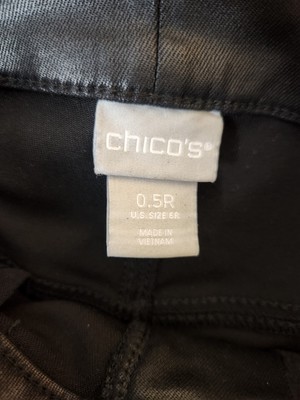 chico's®
0.5R
U.S. SIZE 6R
MADE IN
VIETNAM